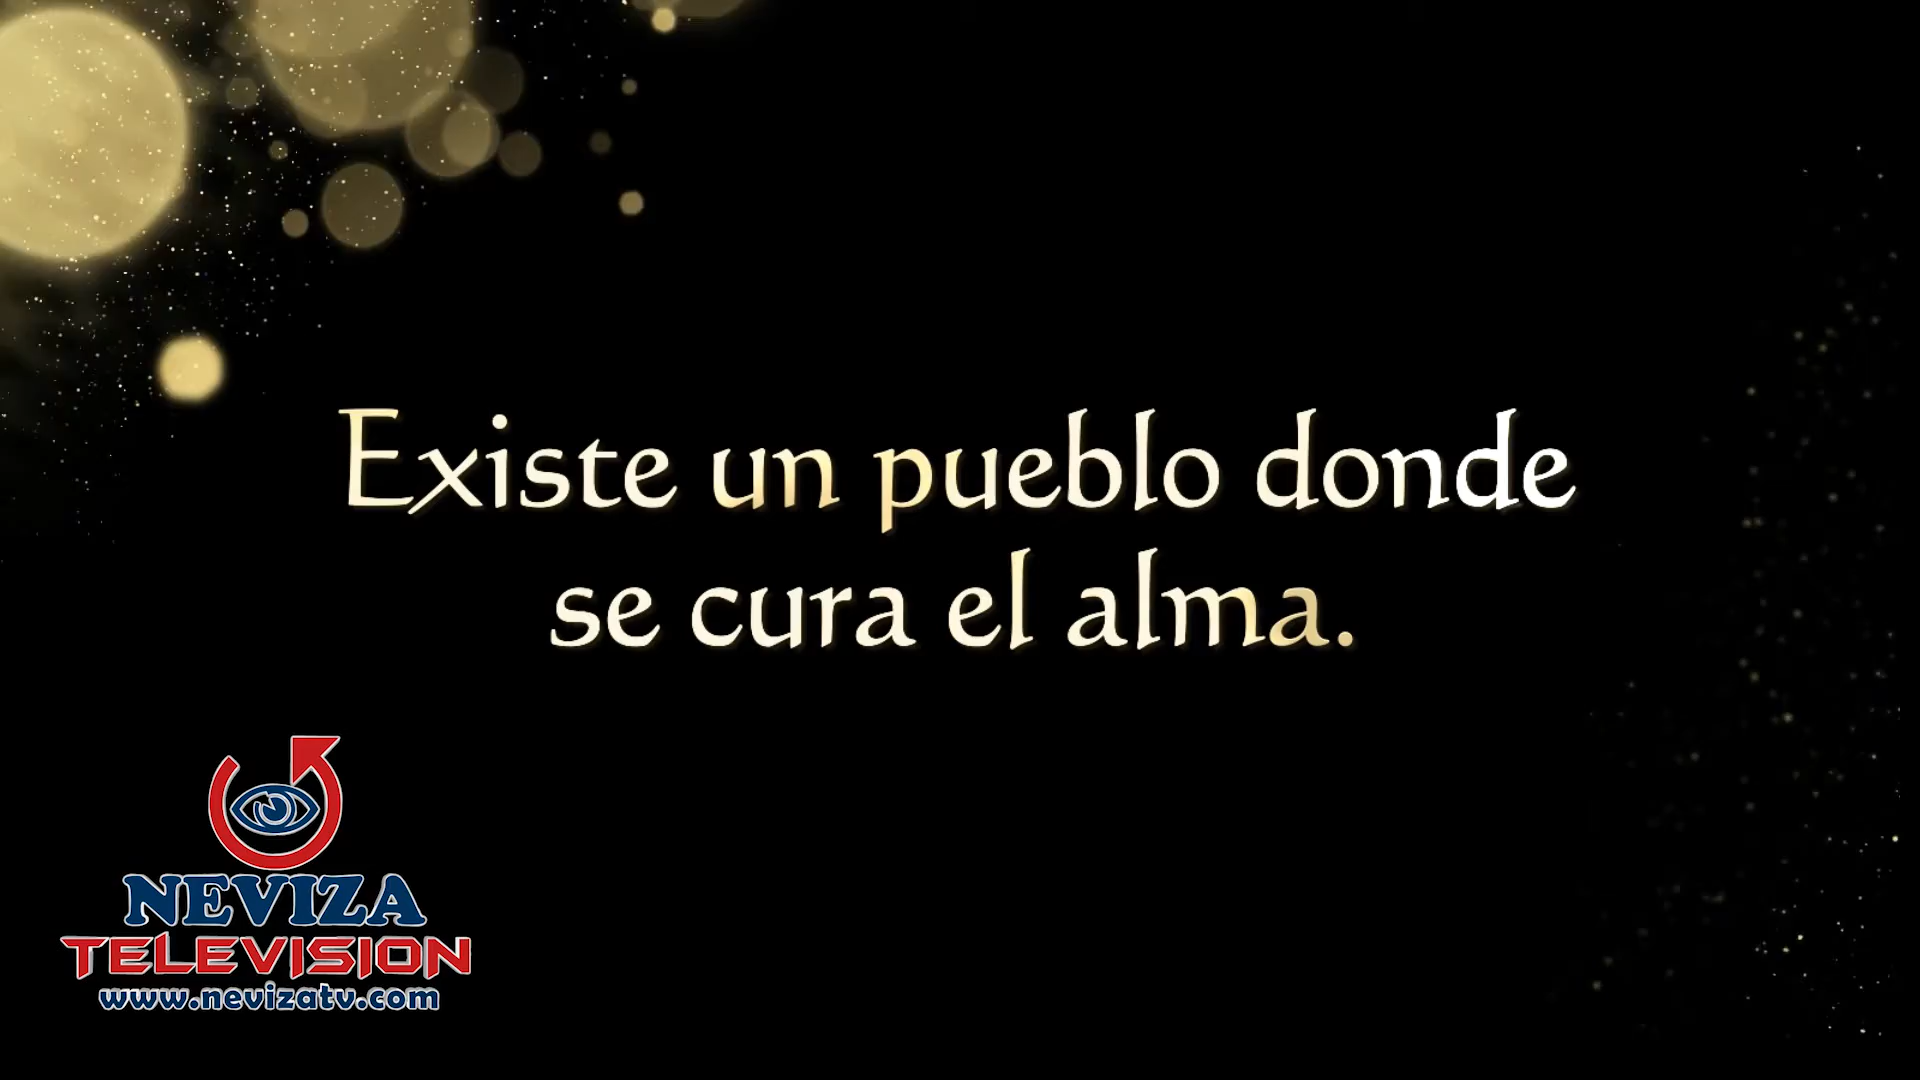 Existe un pueblo donde
se cura el alma.
NEVIZA
TELEVISION
www.nevizatv.com